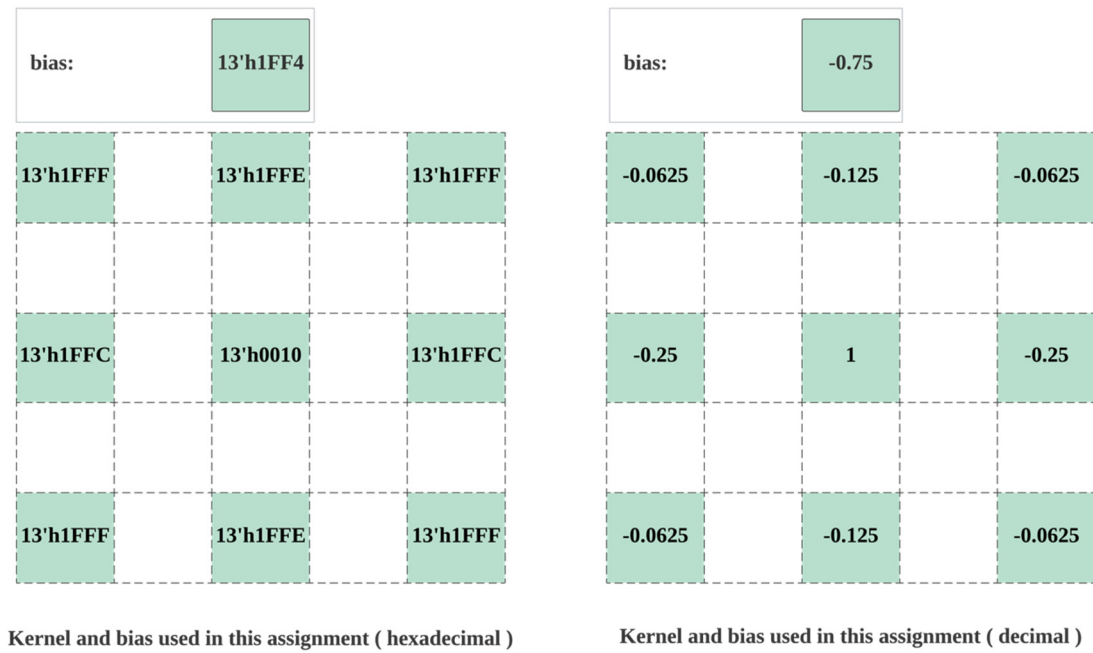 bias: 13'h1FF4
13'h1FFF 13'h1FFE 13'h1FFF
13'h1FFC 13'h0010 13'h1FFC
13'h1FFF 13'h1FFE 13'h1FFF
Kernel and bias used in this assignment ( hexadecimal )
bias: -0.75
-0.0625 -0.125 -0.0625
-0.25 1 -0.25
-0.0625 -0.125 -0.0625
Kernel and bias used in this assignment ( decimal )